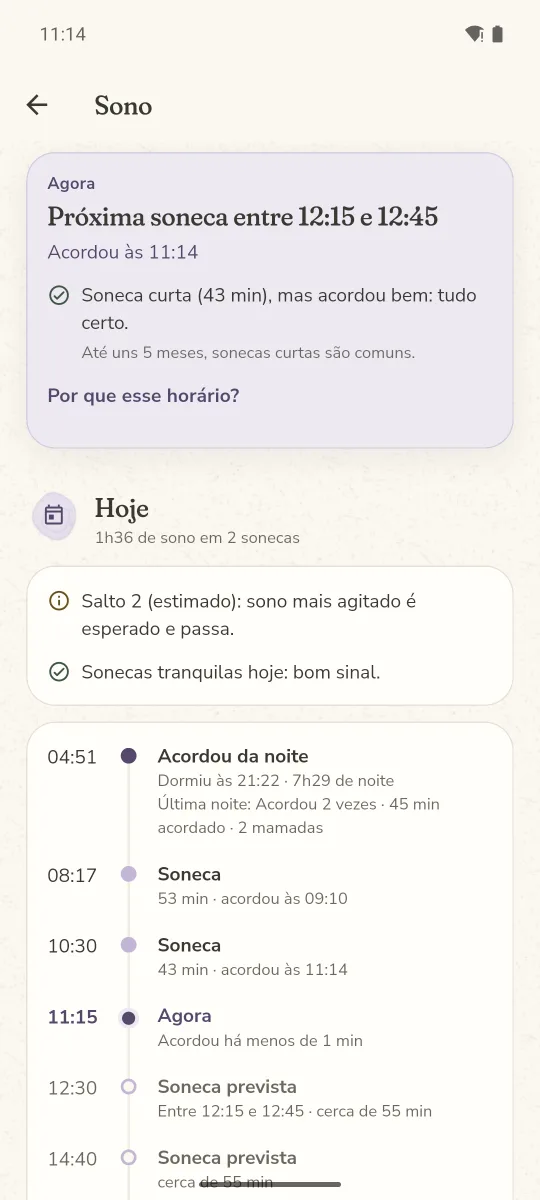 11:14
Sono
Agora
Próxima soneca entre 12:15 e 12:45
Acordou às 11:14
Soneca curta (43 min), mas acordou bem: tudo
certo.
Até uns 5 meses, sonecas curtas são comuns.
Por que esse horário?
Hoje
1h36 de sono em 2 sonecas
Salto 2 (estimado): sono mais agitado é
esperado e passa.
Sonecas tranquilas hoje: bom sinal.
04:51 Acordou da noite
Dormiu às 21:22 · 7h29 de noite
Última noite: Acordou 2 vezes · 45 min
acordado · 2 mamadas
08:17 Soneca
53 min · acordou às 09:10
10:30 Soneca
43 min · acordou às 11:14
11:15 Agora
Acordou há menos de 1 min
12:30 Soneca prevista
Entre 12:15 e 12:45 · cerca de 55 min
14:40 Soneca prevista
cerca de 55 min